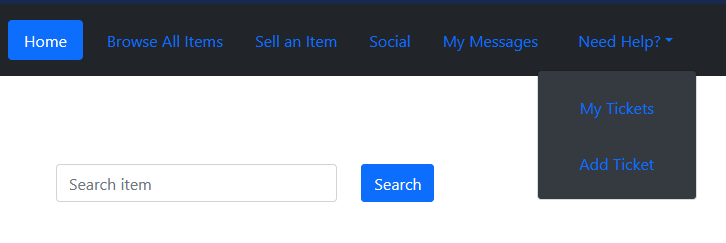 Home Browse All Items Sell an Item Social My Messages Need Help?
My Tickets
Add Ticket
Search item Search